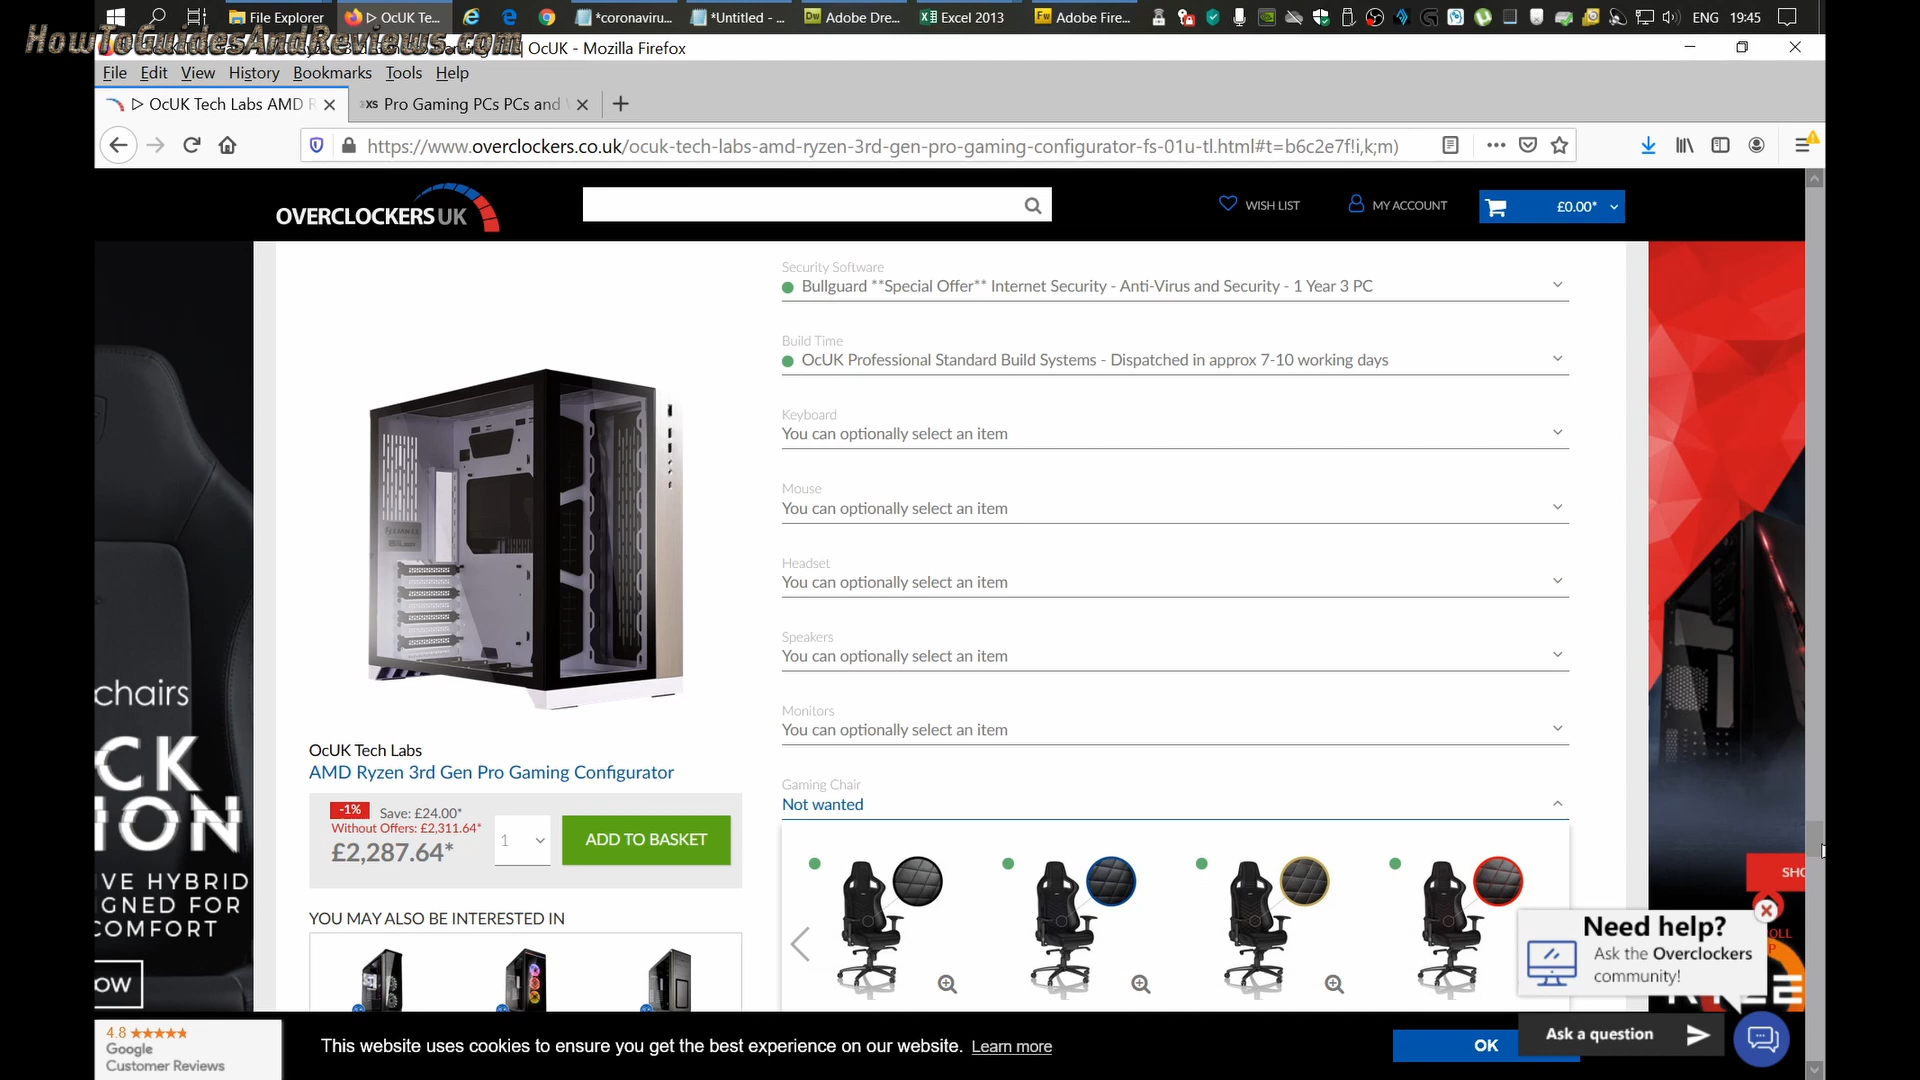 File Explorer
OcUK Te...
*coronaviru...
*Untitled - ...
Adobe Dre...
Excel 2013
Adobe Fire...
ENG 19:45
HowToGuidesAndReviews.com
OcUK - Mozilla Firefox
File Edit View History Bookmarks Tools Help
OcUK Tech Labs AMD R
Pro Gaming PCs PCs and
https://www.overclockers.co.uk/ocuk-tech-labs-amd-ryzen-3rd-gen-pro-gaming-configurator-fs-01u-tl.html#t=b6c2e7f!i,k;m)
OVERCLOCKERS UK
WISH LIST
MY ACCOUNT
£0.00*
Security Software
Bullguard **Special Offer** Internet Security - Anti-Virus and Security - 1 Year 3 PC
Build Time
OcUK Professional Standard Build Systems - Dispatched in approx 7-10 working days
Keyboard
You can optionally select an item
Mouse
You can optionally select an item
Headset
You can optionally select an item
Speakers
You can optionally select an item
Monitors
You can optionally select an item
Gaming Chair
Not wanted
OcUK Tech Labs
AMD Ryzen 3rd Gen Pro Gaming Configurator
-1% Save: £24.00*
Without Offers: £2,311.64*
£2,287.64*
1
ADD TO BASKET
YOU MAY ALSO BE INTERESTED IN
chairs
CK
ION
VE HYBRID
GNED FOR
COMFORT
OW
SHO
Need help?
Ask the Overclockers
community!
Ask a question
4.8
Google
Customer Reviews
This website uses cookies to ensure you get the best experience on our website. Learn more
OK